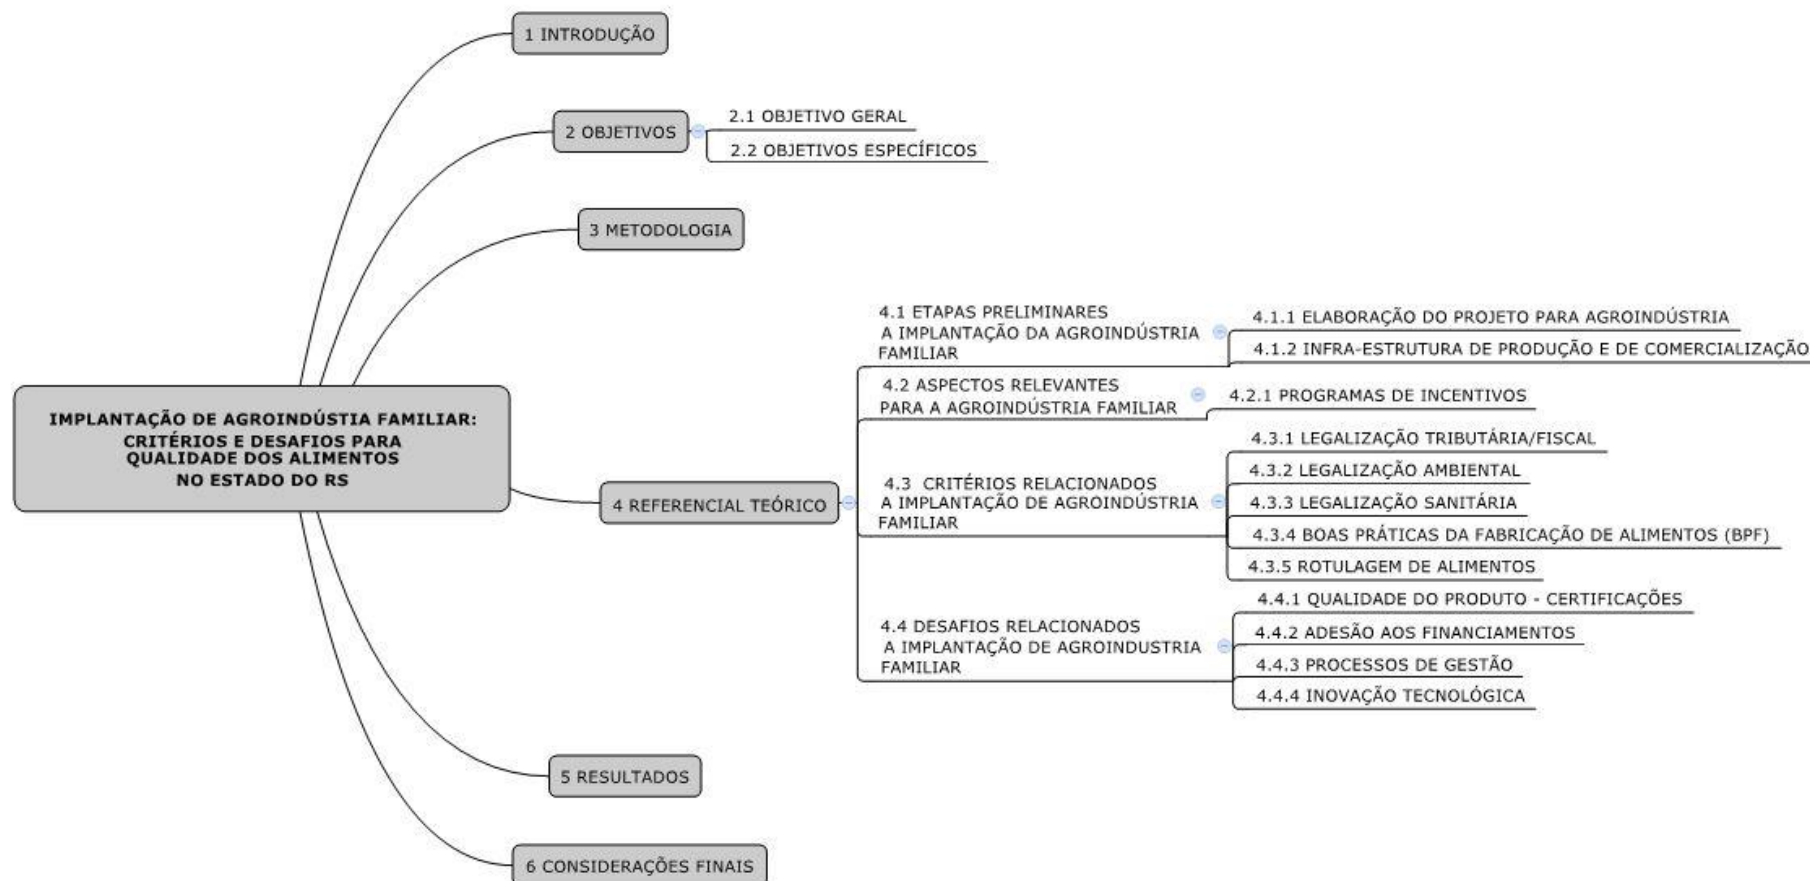 1 INTRODUÇÃO
2 OBJETIVOS
2.1 OBJETIVO GERAL
2.2 OBJETIVOS ESPECÍFICOS
3 METODOLOGIA
IMPLANTAÇÃO DE AGROINDÚSTIA FAMILIAR:
CRITÉRIOS E DESAFIOS PARA
QUALIDADE DOS ALIMENTOS
NO ESTADO DO RS
4 REFERENCIAL TEÓRICO
4.1 ETAPAS PRELIMINARES
A IMPLANTAÇÃO DA AGROINDÚSTRIA
FAMILIAR
4.1.1 ELABORAÇÃO DO PROJETO PARA AGROINDÚSTRIA
4.1.2 INFRA-ESTRUTURA DE PRODUÇÃO E DE COMERCIALIZAÇÃO
4.2 ASPECTOS RELEVANTES
PARA A AGROINDÚSTRIA FAMILIAR
4.2.1 PROGRAMAS DE INCENTIVOS
4.3 CRITÉRIOS RELACIONADOS
A IMPLANTAÇÃO DE AGROINDÚSTRIA
FAMILIAR
4.3.1 LEGALIZAÇÃO TRIBUTÁRIA/FISCAL
4.3.2 LEGALIZAÇÃO AMBIENTAL
4.3.3 LEGALIZAÇÃO SANITÁRIA
4.3.4 BOAS PRÁTICAS DA FABRICAÇÃO DE ALIMENTOS (BPF)
4.3.5 ROTULAGEM DE ALIMENTOS
4.4 DESAFIOS RELACIONADOS
A IMPLANTAÇÃO DE AGROINDUSTRIA
FAMILIAR
4.4.1 QUALIDADE DO PRODUTO - CERTIFICAÇÕES
4.4.2 ADESÃO AOS FINANCIAMENTOS
4.4.3 PROCESSOS DE GESTÃO
4.4.4 INOVAÇÃO TECNOLÓGICA
5 RESULTADOS
6 CONSIDERAÇÕES FINAIS